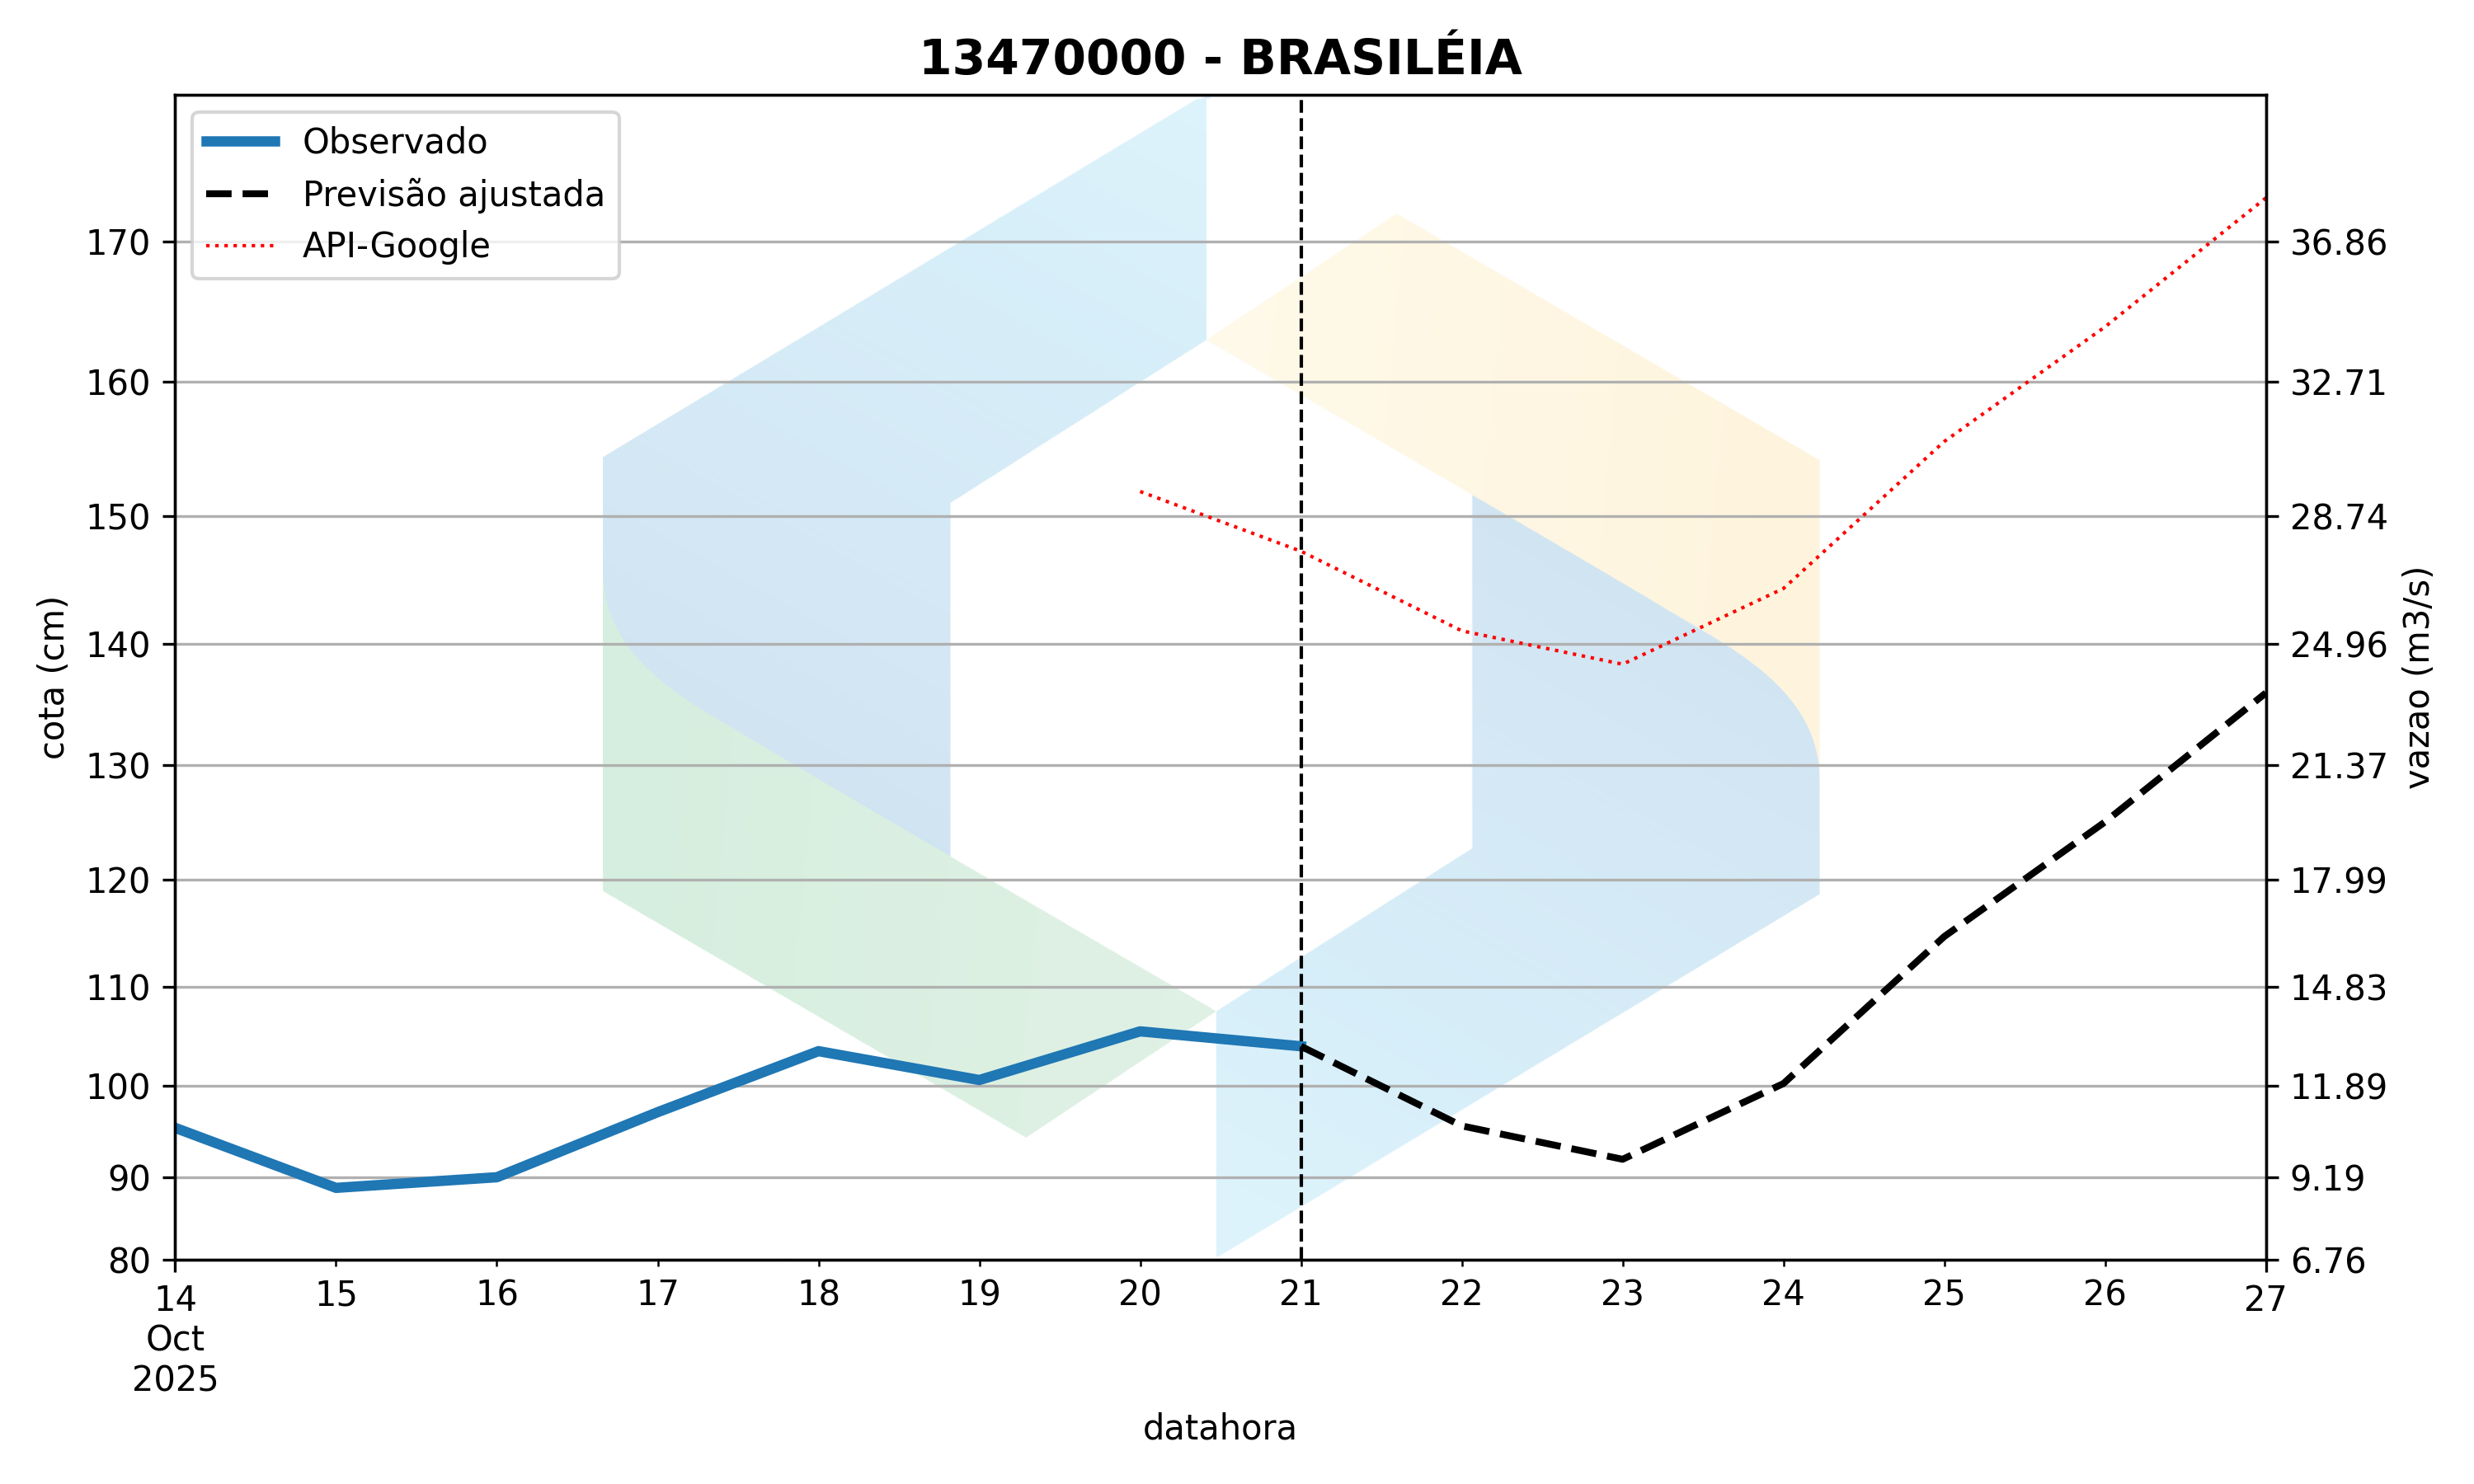 13470000 - BRASILÉIA
Observado
Previsão ajustada
API-Google
170
160
150
140
130
120
110
100
90
80
cota (cm)
36.86
32.71
28.74
24.96
21.37
17.99
14.83
11.89
9.19
6.76
vazao (m3/s)
14 15 16 17 18 19 20 21 22 23 24 25 26 27
Oct
2025
datahora